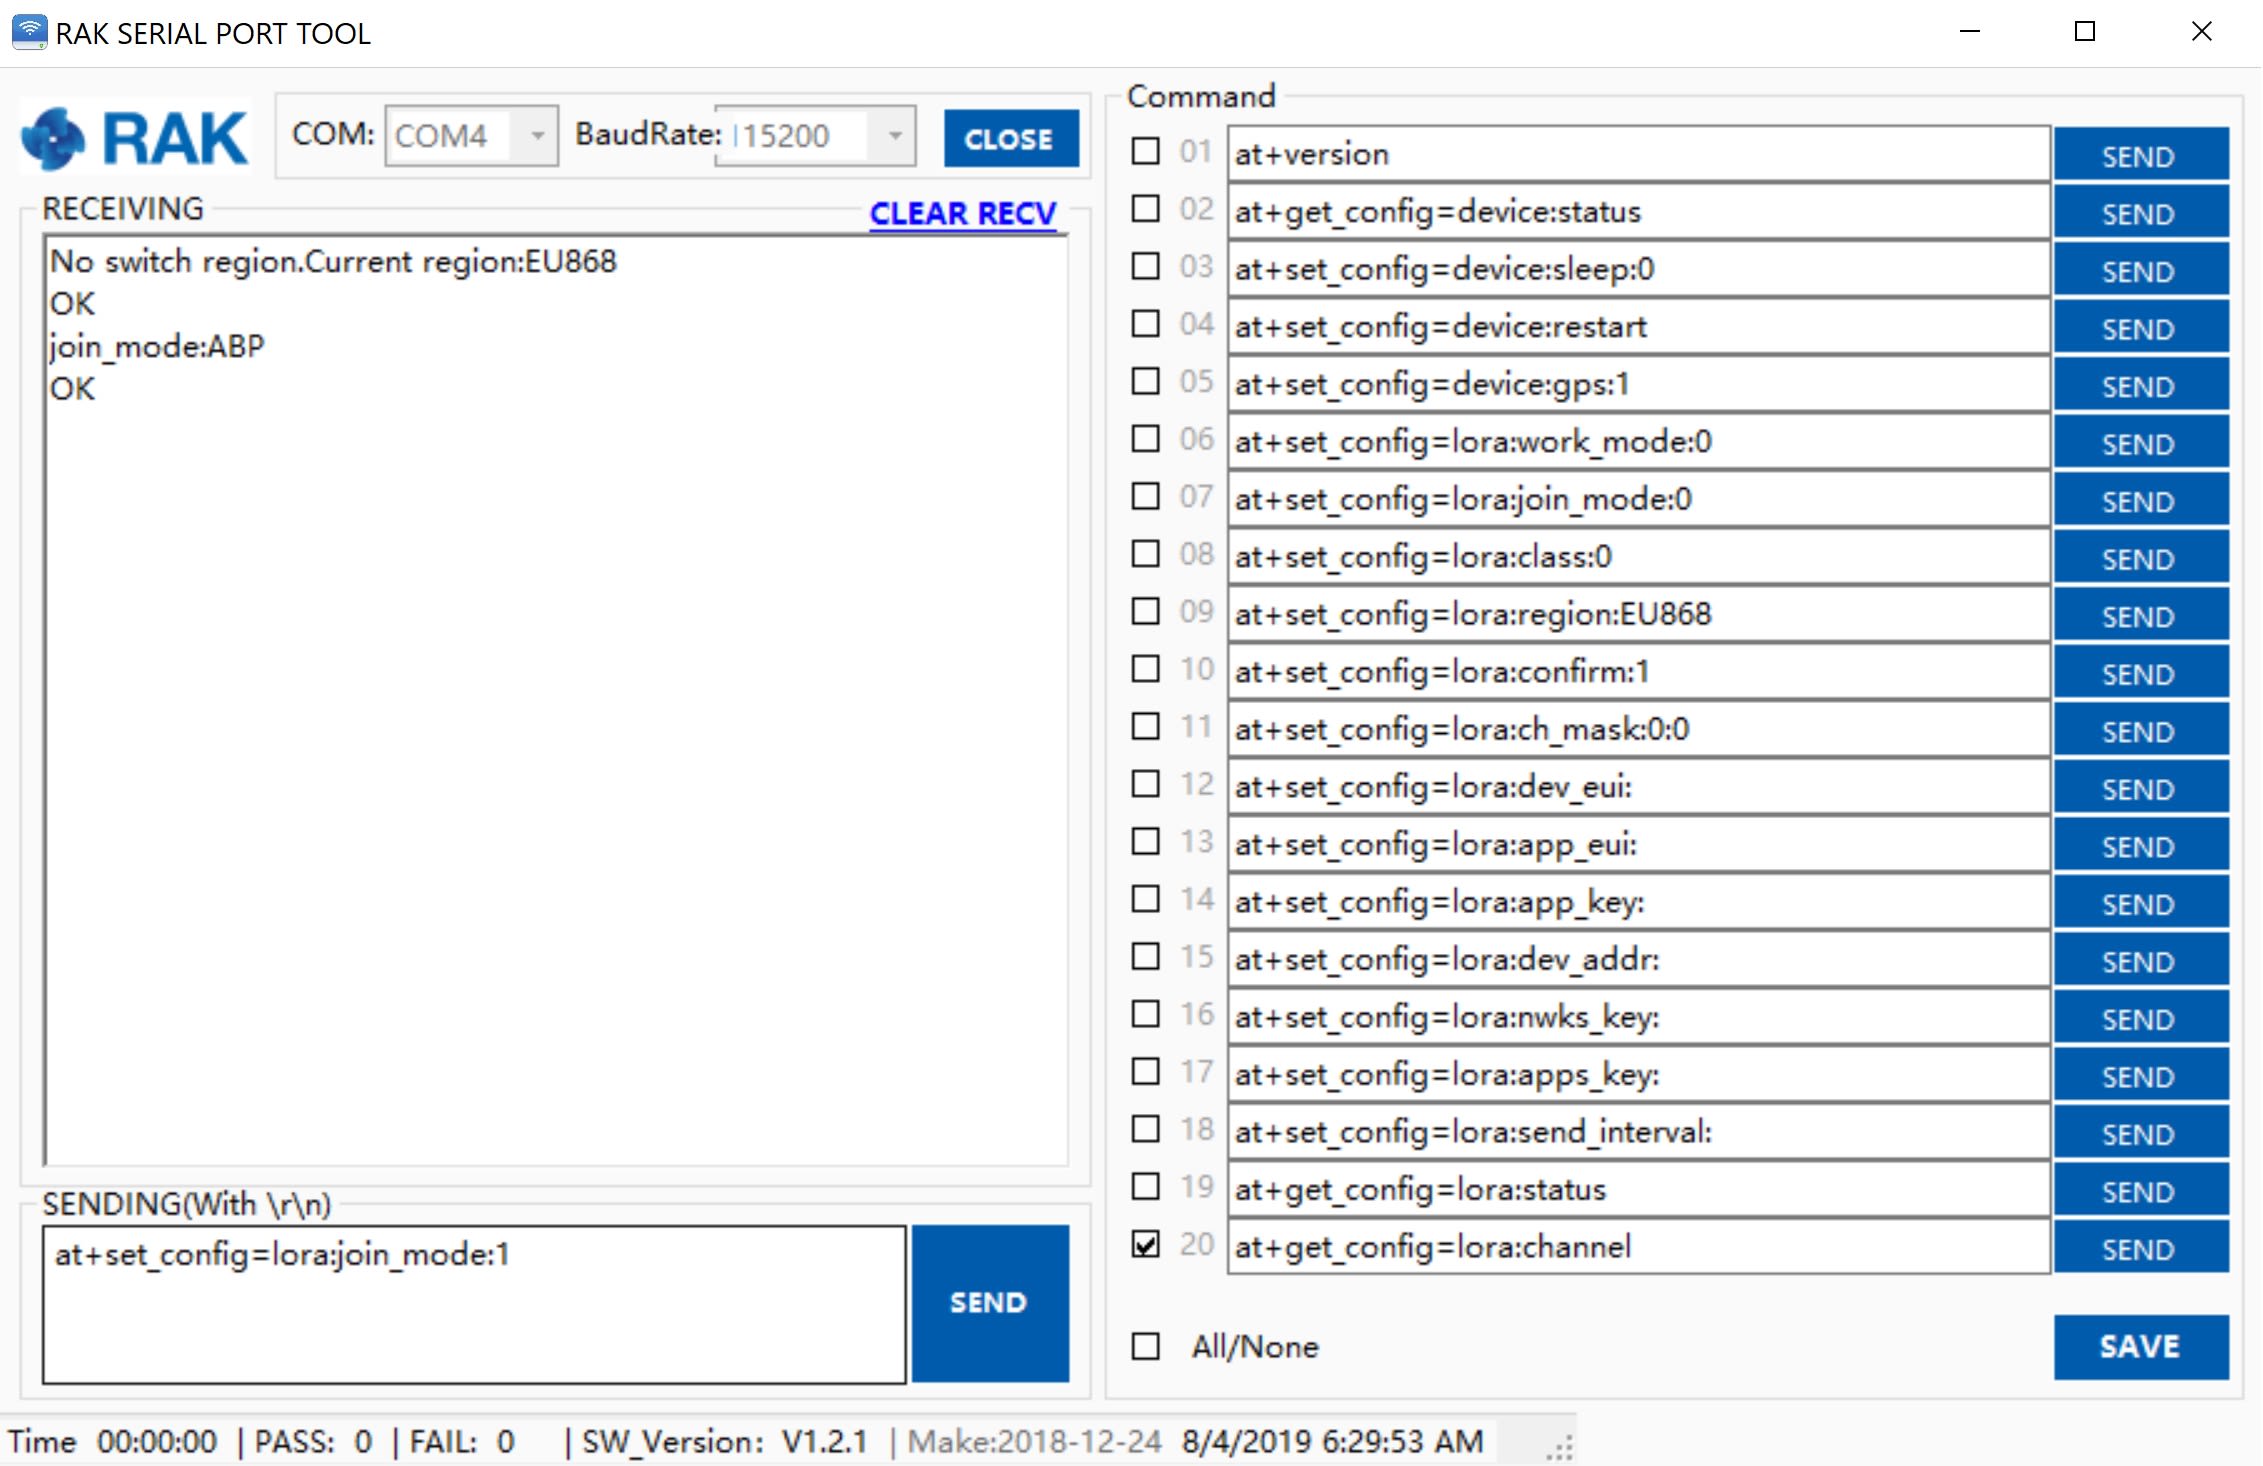 RAK SERIAL PORT TOOL
RAK
COM: COM4 BaudRate: 115200 CLOSE
RECEIVING CLEAR RECV
No switch region.Current region:EU868
OK
join_mode:ABP
OK
SENDING(With \r\n)
at+set_config=lora:join_mode:1
SEND
Command
01 at+version SEND
02 at+get_config=device:status SEND
03 at+set_config=device:sleep:0 SEND
04 at+set_config=device:restart SEND
05 at+set_config=device:gps:1 SEND
06 at+set_config=lora:work_mode:0 SEND
07 at+set_config=lora:join_mode:0 SEND
08 at+set_config=lora:class:0 SEND
09 at+set_config=lora:region:EU868 SEND
10 at+set_config=lora:confirm:1 SEND
11 at+set_config=lora:ch_mask:0:0 SEND
12 at+set_config=lora:dev_eui: SEND
13 at+set_config=lora:app_eui: SEND
14 at+set_config=lora:app_key: SEND
15 at+set_config=lora:dev_addr: SEND
16 at+set_config=lora:nwks_key: SEND
17 at+set_config=lora:apps_key: SEND
18 at+set_config=lora:send_interval: SEND
19 at+get_config=lora:status SEND
20 at+get_config=lora:channel SEND
All/None SAVE
Time 00:00:00 | PASS: 0 | FAIL: 0 | SW_Version: V1.2.1 | Make:2018-12-24 8/4/2019 6:29:53 AM